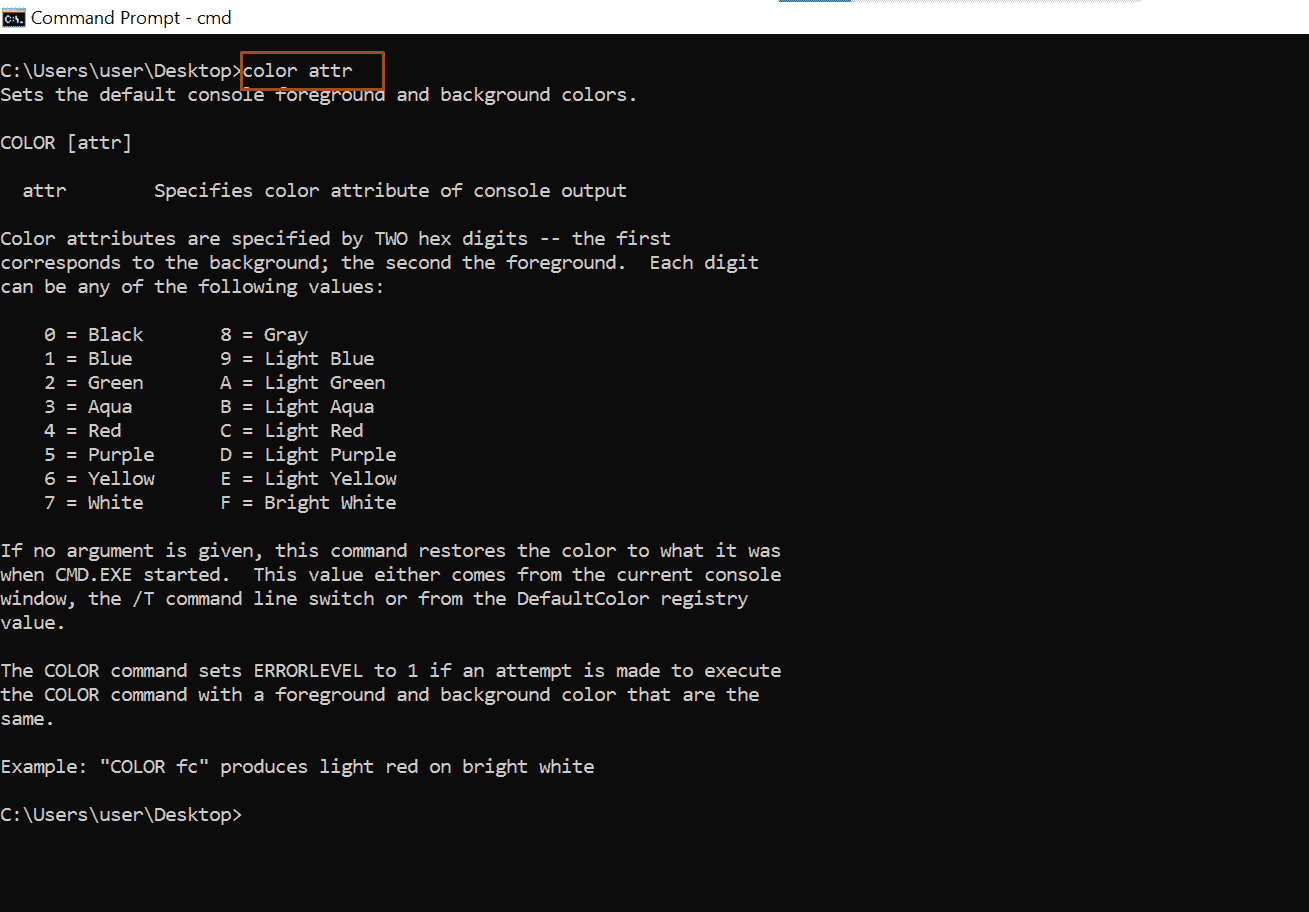 Command Prompt - cmd
C:\Users\user\Desktop>color attr
Sets the default console foreground and background colors.
COLOR [attr]
  attr        Specifies color attribute of console output
Color attributes are specified by TWO hex digits -- the first
corresponds to the background; the second the foreground.  Each digit
can be any of the following values:
    0 = Black       8 = Gray
    1 = Blue        9 = Light Blue
    2 = Green       A = Light Green
    3 = Aqua        B = Light Aqua
    4 = Red         C = Light Red
    5 = Purple      D = Light Purple
    6 = Yellow      E = Light Yellow
    7 = White       F = Bright White
If no argument is given, this command restores the color to what it was
when CMD.EXE started.  This value either comes from the current console
window, the /T command line switch or from the DefaultColor registry
value.
The COLOR command sets ERRORLEVEL to 1 if an attempt is made to execute
the COLOR command with a foreground and background color that are the
same.
Example: "COLOR fc" produces light red on bright white
C:\Users\user\Desktop>